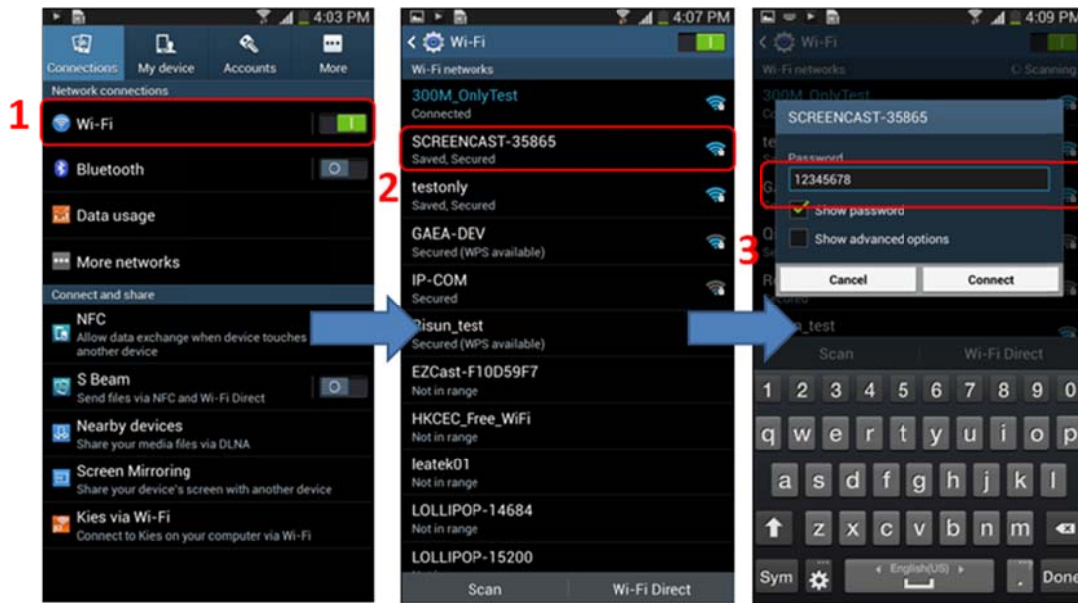 4:03 PM
Connections My device Accounts More
Network connections
1
Wi-Fi
Bluetooth
Data usage
More networks
Connect and share
NFC
Allow data exchange when device touches
another device
S Beam
Send files via NFC and Wi-Fi Direct
Nearby devices
Share your media files via DLNA
Screen Mirroring
Share your device's screen with another device
Kies via Wi-Fi
Connect to Kies on your computer via Wi-Fi
4:07 PM
Wi-Fi
Wi-Fi networks
300M_OnlyTest
Connected
SCREENCAST-35865
Saved, Secured
2
testonly
Saved, Secured
GAEA-DEV
Secured (WPS available)
IP-COM
Secured
Risun_test
Secured (WPS available)
EZCast-F10D59F7
Not in range
HKCEC_Free_WiFi
Not in range
leatek01
Not in range
LOLLIPOP-14684
Not in range
LOLLIPOP-15200
Scan Wi-Fi Direct
4:09 PM
Wi-Fi
Wi-Fi networks Scanning
300M_OnlyTest
SCREENCAST-35865
Password
12345678
Show password
3
Show advanced options
Cancel Connect
Secured
_test
Scan Wi-Fi Direct
1 2 3 4 5 6 7 8 9 0
q w e r t y u i o p
a s d f g h j k l
z x c v b n m
Sym English(US) . Done